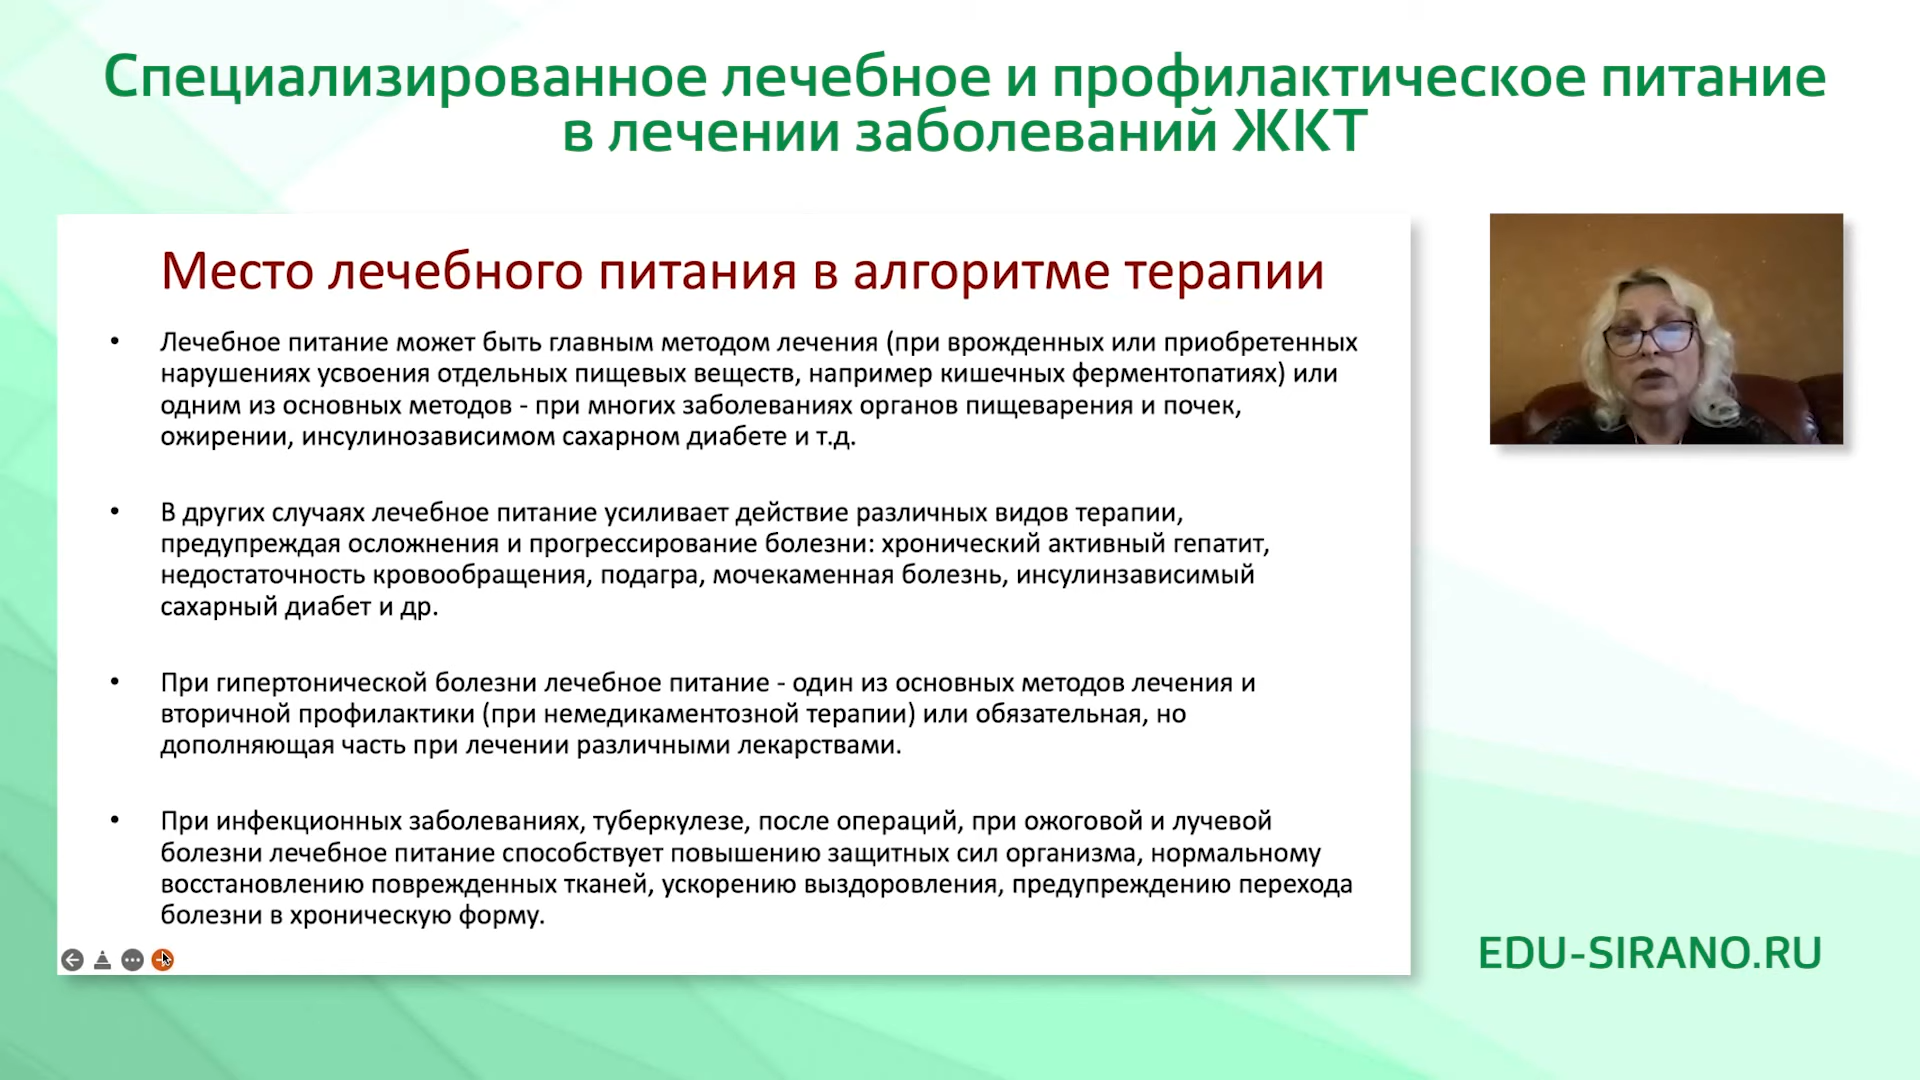 Специализированное лечебное и профилактическое питание
в лечении заболеваний ЖКТ
Место лечебного питания в алгоритме терапии
• Лечебное питание может быть главным методом лечения (при врожденных или приобретенных
нарушениях усвоения отдельных пищевых веществ, например кишечных ферментопатиях) или
одним из основных методов - при многих заболеваниях органов пищеварения и почек,
ожирении, инсулинозависимом сахарном диабете и т.д.
• В других случаях лечебное питание усиливает действие различных видов терапии,
предупреждая осложнения и прогрессирование болезни: хронический активный гепатит,
недостаточность кровообращения, подагра, мочекаменная болезнь, инсулинзависимый
сахарный диабет и др.
• При гипертонической болезни лечебное питание - один из основных методов лечения и
вторичной профилактики (при немедикаментозной терапии) или обязательная, но
дополняющая часть при лечении различными лекарствами.
• При инфекционных заболеваниях, туберкулезе, после операций, при ожоговой и лучевой
болезни лечебное питание способствует повышению защитных сил организма, нормальному
восстановлению поврежденных тканей, ускорению выздоровления, предупреждению перехода
болезни в хроническую форму.
EDU-SIRANO.RU